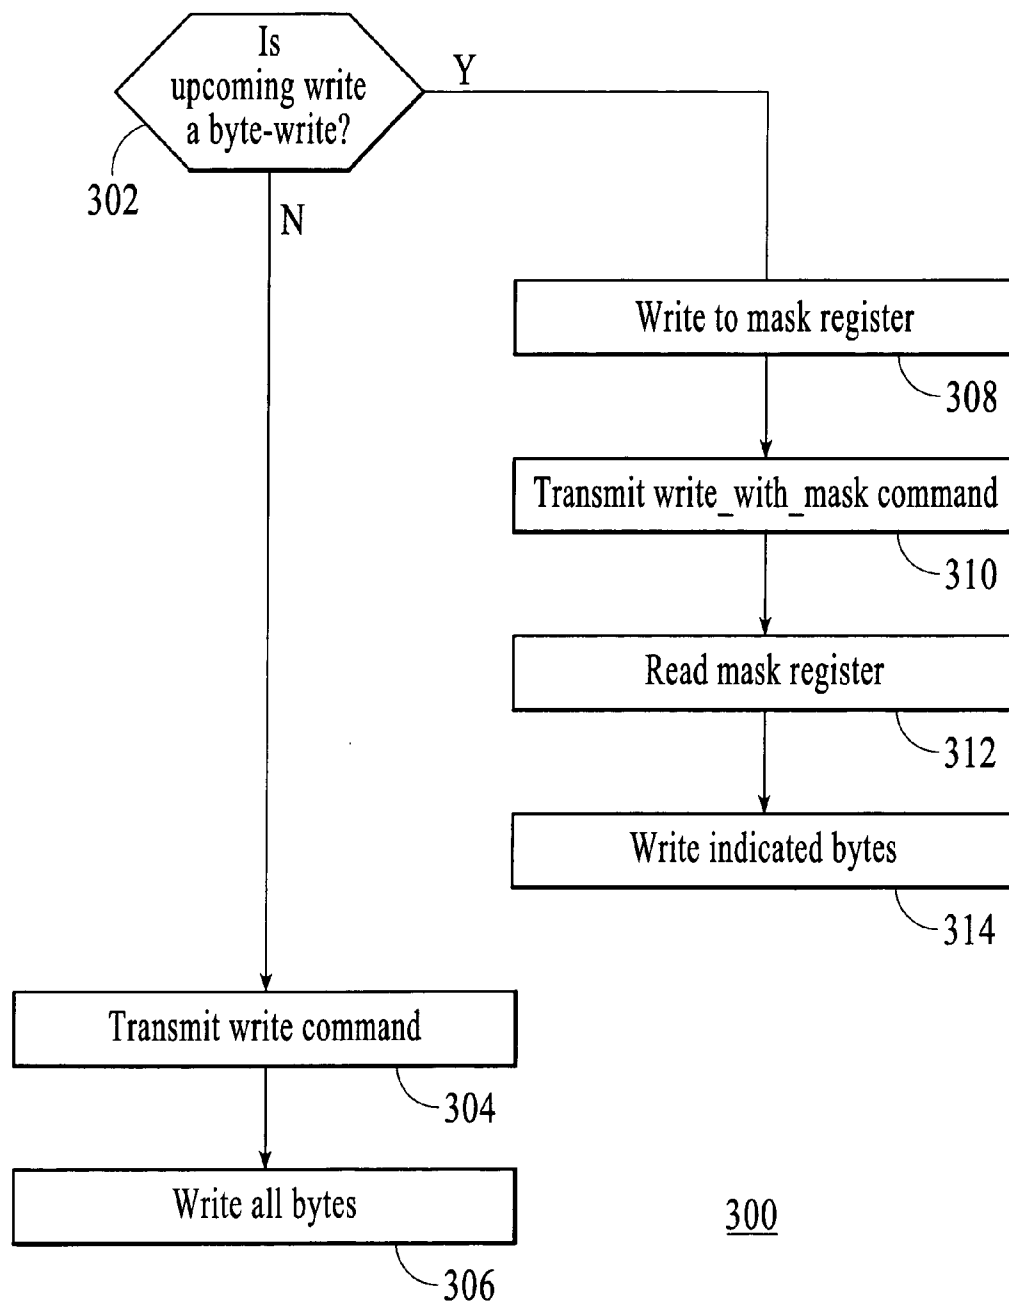 Is
upcoming write
a byte-write?
Y
302
N
Write to mask register
308
Transmit write_with_mask command
310
Read mask register
312
Write indicated bytes
314
Transmit write command
304
Write all bytes
300
306